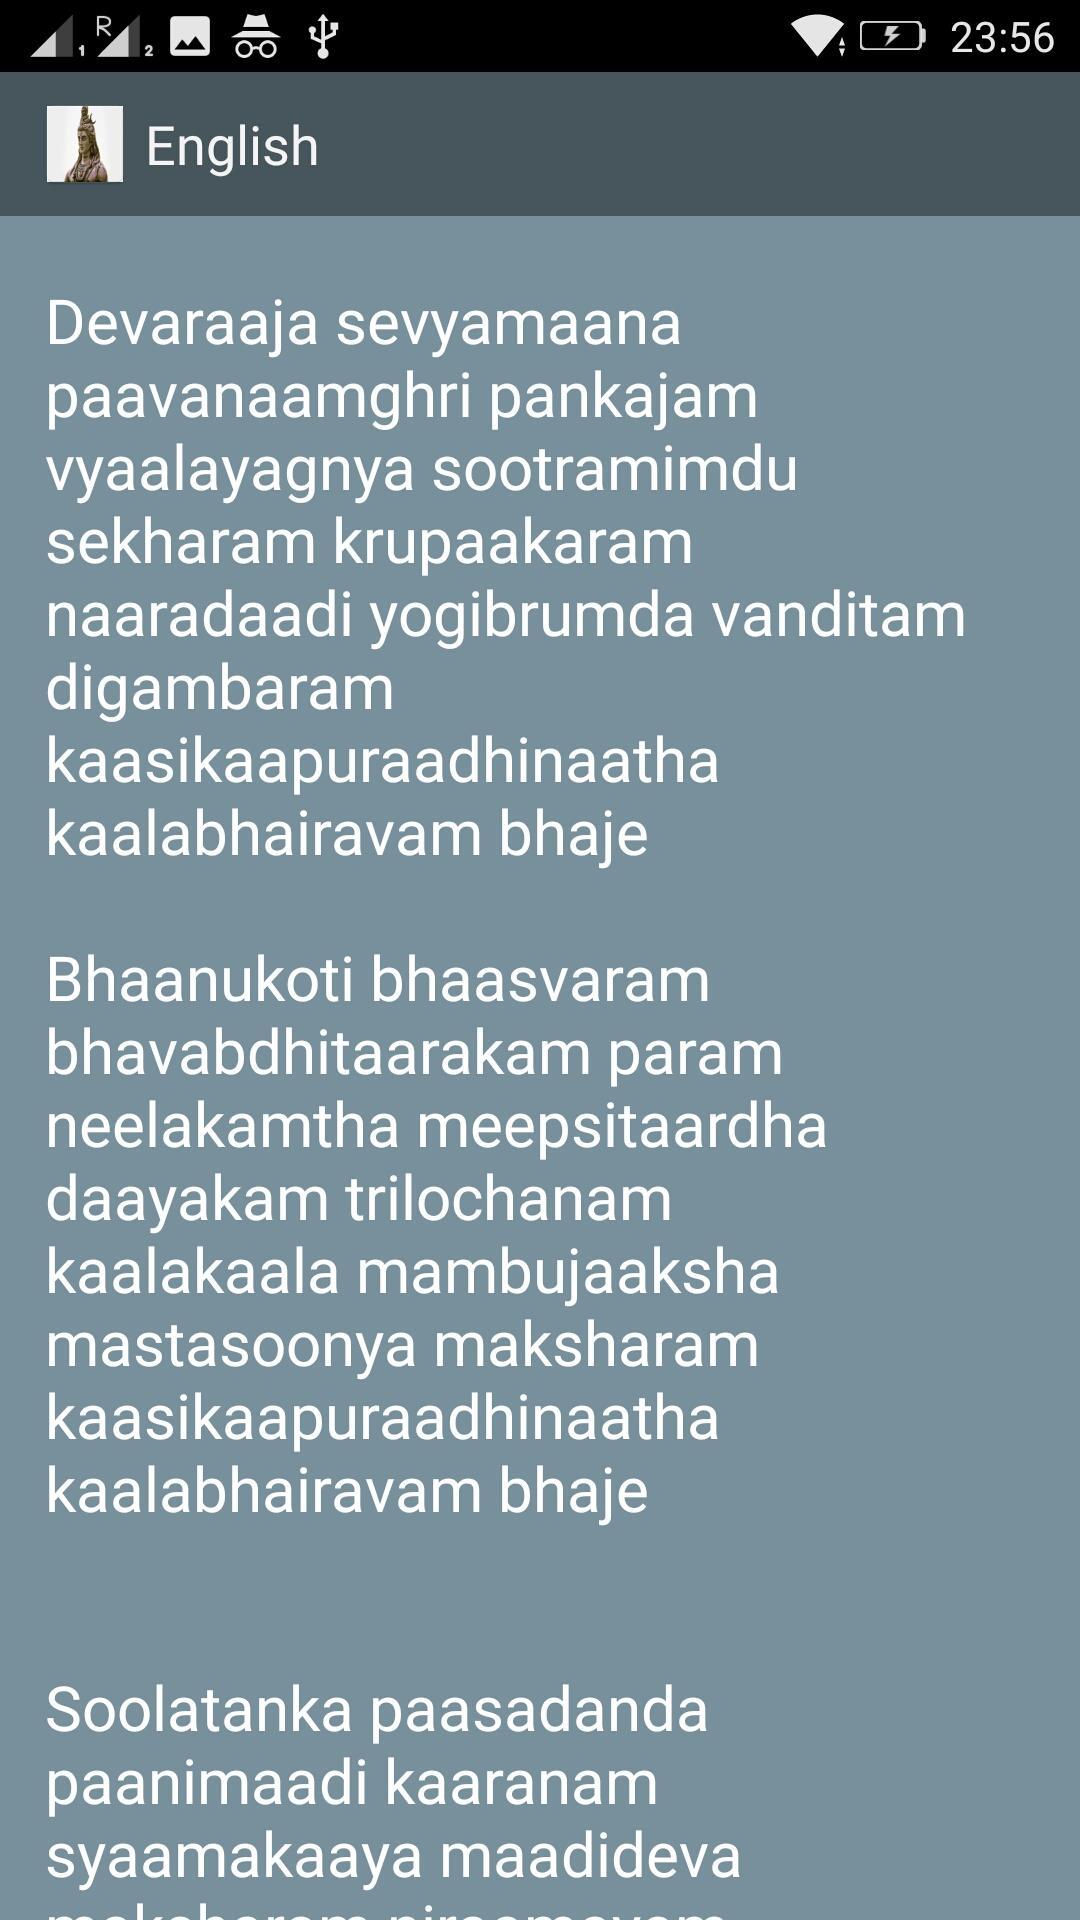 R 1 2 23:56
English
Devaraaja sevyamaana
paavanaamghri pankajam
vyaalayagnya sootramimdu
sekharam krupaakaram
naaradaadi yogibrumda vanditam
digambaram
kaasikaapuraadhinaatha
kaalabhairavam bhaje
Bhaanukoti bhaasvaram
bhavabdhitaarakam param
neelakamtha meepsitaardha
daayakam trilochanam
kaalakaala mambujaaksha
mastasoonya maksharam
kaasikaapuraadhinaatha
kaalabhairavam bhaje
Soolatanka paasadanda
paanimaadi kaaranam
syaamakaaya maadideva